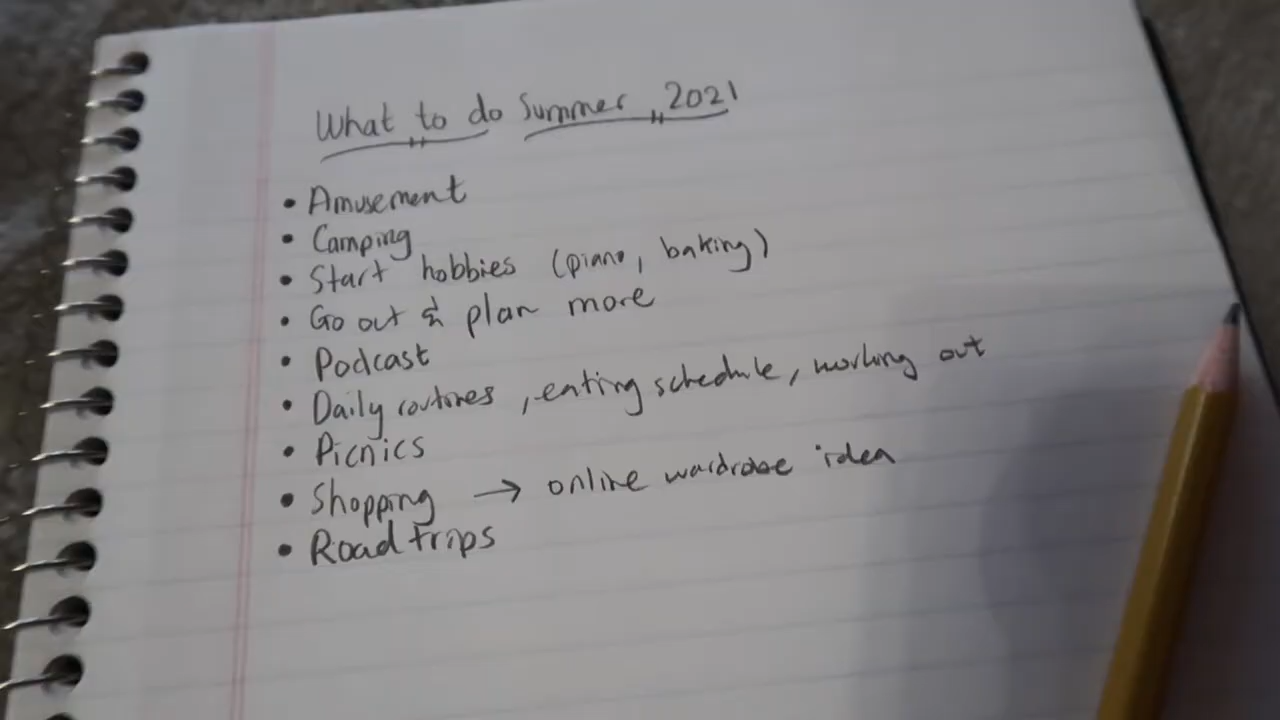 What to do Summer 2021
• Amusement
• Camping
• Start hobbies (piano, baking)
• Go out & plan more
• Podcast
• Daily routines, eating schedule, working out
• Picnics
• Shopping → online wardrobe idea
• Road trips